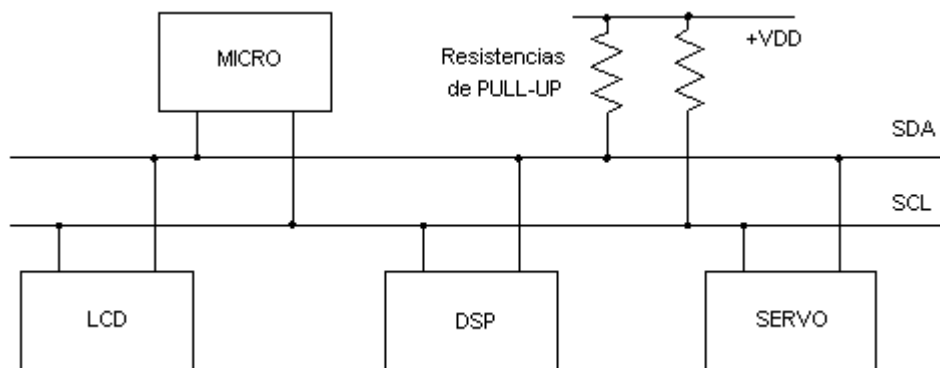 MICRO
Resistencias
de PULL-UP
+VDD
SDA
SCL
LCD
DSP
SERVO